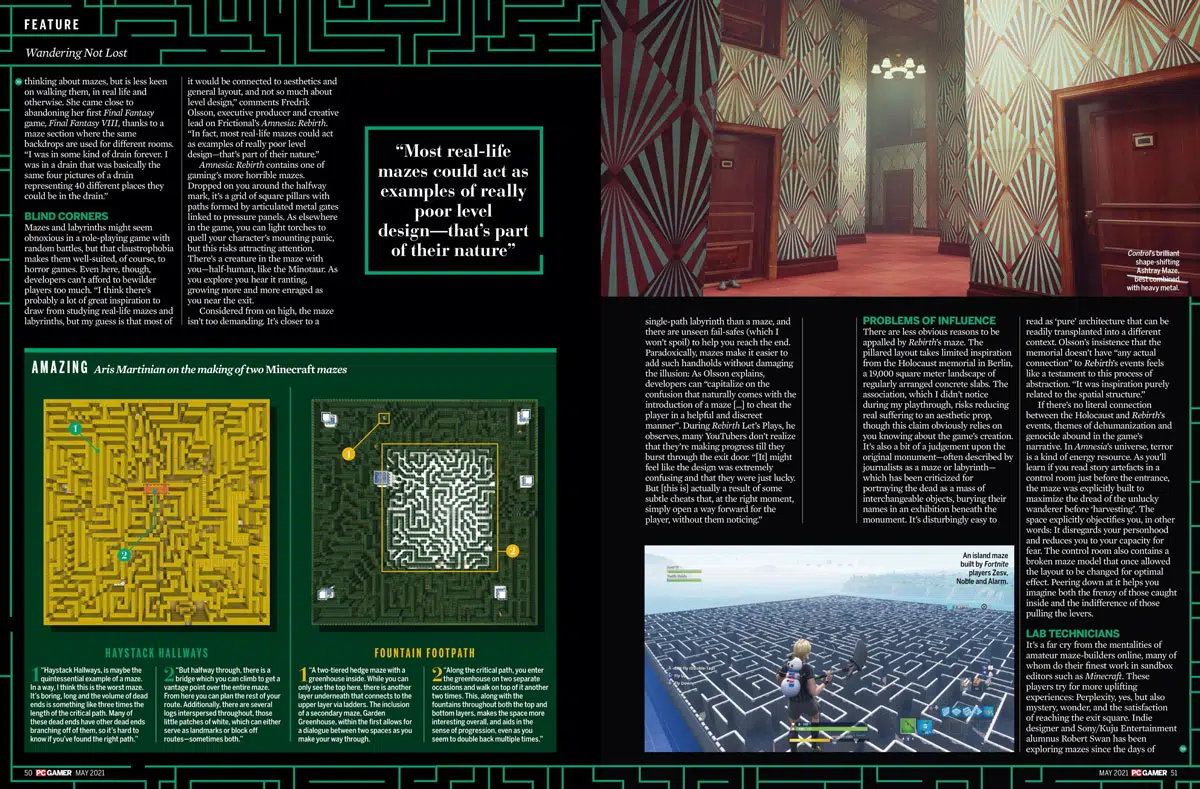 FEATURE
Wandering Not Lost
thinking about mazes, but is less keen
on walking them, in real life and
otherwise. She came close to
abandoning her first Final Fantasy
game, Final Fantasy VIII, thanks to a
maze section where the same
backdrops are used for different rooms.
“I was in some kind of drain forever. I
was in a drain that was basically the
same four pictures of a drain
representing 40 different places they
could be in the drain.”
BLIND CORNERS
Mazes and labyrinths might seem
obnoxious in a role-playing game with
random battles, but that claustrophobia
makes them well-suited, of course, to
horror games. Even here, though,
developers can’t afford to bewilder
players too much. “I think there’s
probably a lot of great inspiration to
draw from studying real-life mazes and
labyrinths, but my guess is that most of
it would be connected to aesthetics and
general layout, and not so much about
level design,” comments Fredrik
Olsson, executive producer and creative
lead on Frictional’s Amnesia: Rebirth.
“In fact, most real-life mazes could act
as examples of really poor level
design—that’s part of their nature.”
Amnesia: Rebirth contains one of
gaming’s more horrible mazes.
Dropped on you around the halfway
mark, it’s a grid of square pillars with
paths formed by articulated metal gates
linked to pressure panels. As elsewhere
in the game, you can light torches to
quell your character’s mounting panic,
but this risks attracting attention.
There’s a creature in the maze with
you—half-human, like the Minotaur. As
you explore you hear it ranting,
growing more and more enraged as
you near the exit.
Considered from on high, the maze
isn’t too demanding. It’s closer to a
“Most real-life
mazes could act as
examples of really
poor level
design—that’s part
of their nature”
AMAZING Aris Martinian on the making of two Minecraft mazes
1
2
1
2
HAYSTACK HALLWAYS
1 “Haystack Hallways, is maybe the
quintessential example of a maze.
In a way, I think this is the worst maze.
It’s boring, long and the volume of dead
ends is something like three times the
length of the critical path. Many of
these dead ends have other dead ends
branching off of them, so it’s hard to
know if you’ve found the right path.”
2 “But halfway through, there is a
bridge which you can climb to get a
vantage point over the entire maze.
From here you can plan the rest of your
route. Additionally, there are several
logs interspersed throughout, those
little patches of white, which can either
serve as landmarks or block off
routes—sometimes both.”
FOUNTAIN FOOTPATH
1 “A two-tiered hedge maze with a
greenhouse inside. While you can
only see the top here, there is another
layer underneath that connects to the
upper layer via ladders. The inclusion
of a secondary maze, Garden
Greenhouse, within the first allows for
a dialogue between two spaces as you
make your way through.
2 “Along the critical path, you enter
the greenhouse on two separate
occasions and walk on top of it another
two times. This, along with the
fountains throughout both the top and
bottom layers, makes the space more
interesting overall, and aids in the
sense of progression, even as you
seem to double back multiple times.”
50 PC GAMER MAY 2021
Control’s brilliant
shape-shifting
Ashtray Maze,
best combined
with heavy metal.
single-path labyrinth than a maze, and
there are unseen fail-safes (which I
won’t spoil) to help you reach the end.
Paradoxically, mazes make it easier to
add such handholds without damaging
the illusion: As Olsson explains,
developers can “capitalize on the
confusion that naturally comes with the
introduction of a maze [...] to cheat the
player in a helpful and discreet
manner”. During Rebirth Let’s Plays, he
observes, many YouTubers don’t realize
that they’re making progress till they
burst through the exit door. “[It] might
feel like the design was extremely
confusing and that they were just lucky.
But [this is] actually a result of some
subtle cheats that, at the right moment,
simply open a way forward for the
player, without them noticing.”
PROBLEMS OF INFLUENCE
There are less obvious reasons to be
appalled by Rebirth’s maze. The
pillared layout takes limited inspiration
from the Holocaust memorial in Berlin,
a 19,000 square meter landscape of
regularly arranged concrete slabs. The
association, which I didn’t notice
during my playthrough, risks reducing
real suffering to an aesthetic prop,
though this claim obviously relies on
you knowing about the game’s creation.
It’s also a bit of a judgement upon the
original monument—often described by
journalists as a maze or labyrinth—
which has been criticized for
portraying the dead as a mass of
interchangeable objects, burying their
names in an exhibition beneath the
monument. It’s disturbingly easy to
read as ‘pure’ architecture that can be
readily transplanted into a different
context. Olsson’s insistence that the
memorial doesn’t have “any actual
connection” to Rebirth’s events feels
like a testament to this process of
abstraction. “It was inspiration purely
related to the spatial structure.”
If there’s no literal connection
between the Holocaust and Rebirth’s
events, themes of dehumanization and
genocide abound in the game’s
narrative. In Amnesia’s universe, terror
is a kind of energy resource. As you’ll
learn if you read story artefacts in a
control room just before the entrance,
the maze was explicitly built to
maximize the dread of the unlucky
wanderer before ‘harvesting’. The
space explicitly objectifies you, in other
words: It disregards your personhood
and reduces you to your capacity for
fear. The control room also contains a
broken maze model that once allowed
the layout to be changed for optimal
effect. Peering down at it helps you
imagine both the frenzy of those caught
inside and the indifference of those
pulling the levers.
LAB TECHNICIANS
It’s a far cry from the mentalities of
amateur maze-builders online, many of
whom do their finest work in sandbox
editors such as Minecraft. These
players try for more uplifting
experiences: Perplexity, yes, but also
mystery, wonder, and the satisfaction
of reaching the exit square. Indie
designer and Sony/Kuju Entertainment
alumnus Robert Swan has been
exploring mazes since the days of
An island maze
built by Fortnite
players Zesv,
Noble and Alarm.
MAY 2021 PC GAMER 51